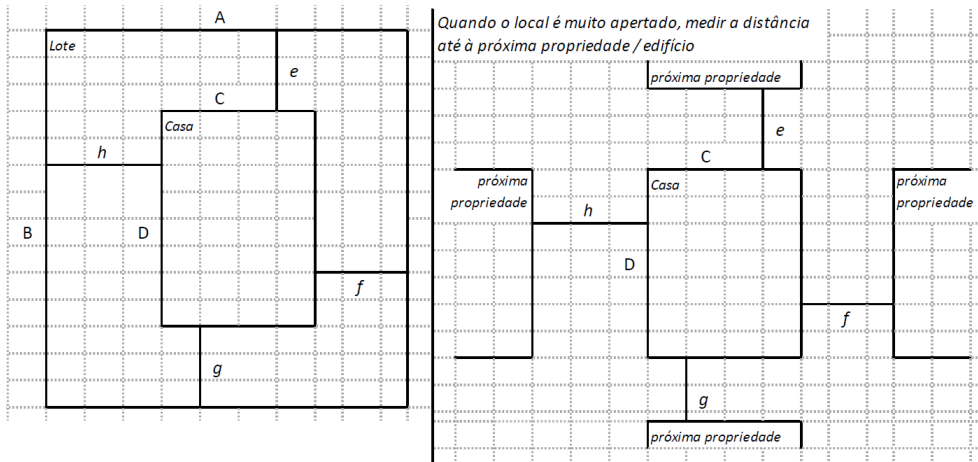 A
Lote
e
C
Casa
h
B
D
f
g
Quando o local é muito apertado, medir a distância
até à próxima propriedade / edifício
próxima propriedade
e
C
próxima
propriedade
Casa
próxima
propriedade
h
D
f
g
próxima propriedade